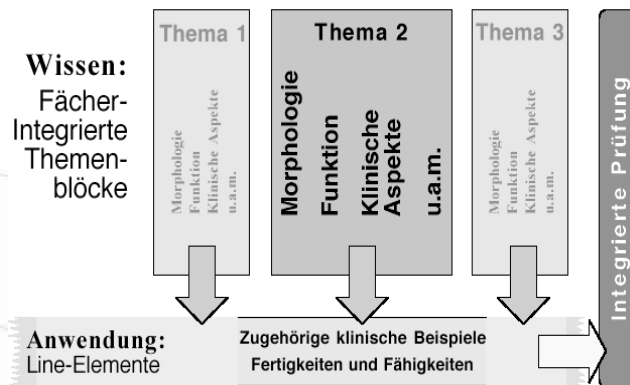 Wissen:
Fächer-
Integrierte
Themen-
blöcke
Thema 1
Morphologie
Funktion
Klinische Aspekte
u.a.m.
Thema 2
Morphologie
Funktion
Klinische
Aspekte
u.a.m.
Thema 3
Morphologie
Funktion
Klinische Aspekte
u.a.m.
Integrierte Prüfung
Anwendung:
Line-Elemente
Zugehörige klinische Beispiele
Fertigkeiten und Fähigkeiten